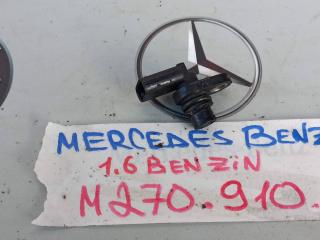 MERCEDES BENZ
1.6 BENZIN
M270.910.